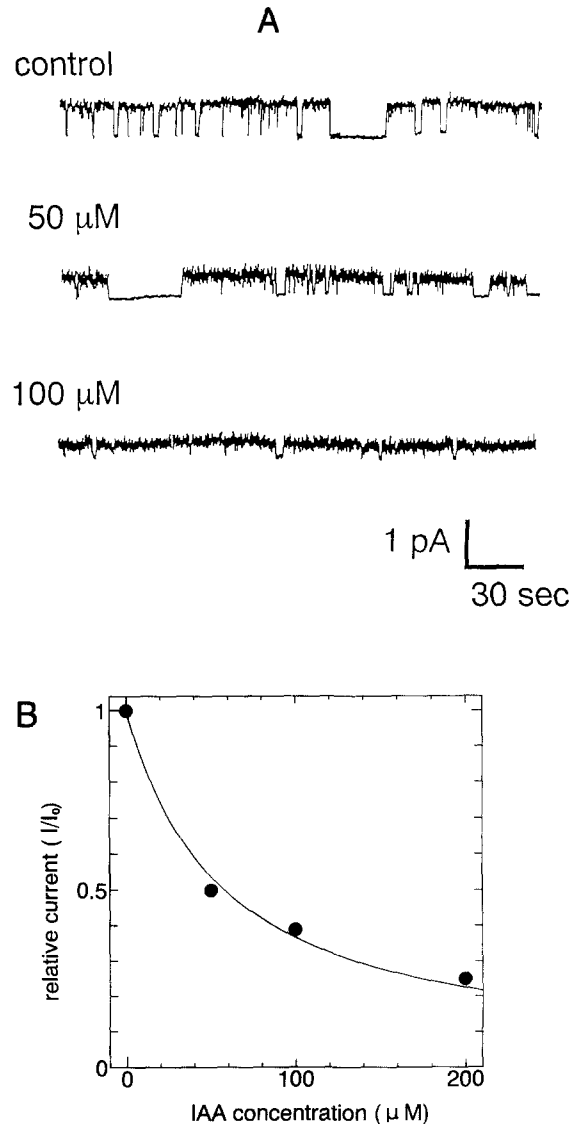 A
control
50 μM
100 μM
1 pA
30 sec
B
1
0.5
0
relative current ( I/I₀)
0
100
200
IAA concentration ( μ M)